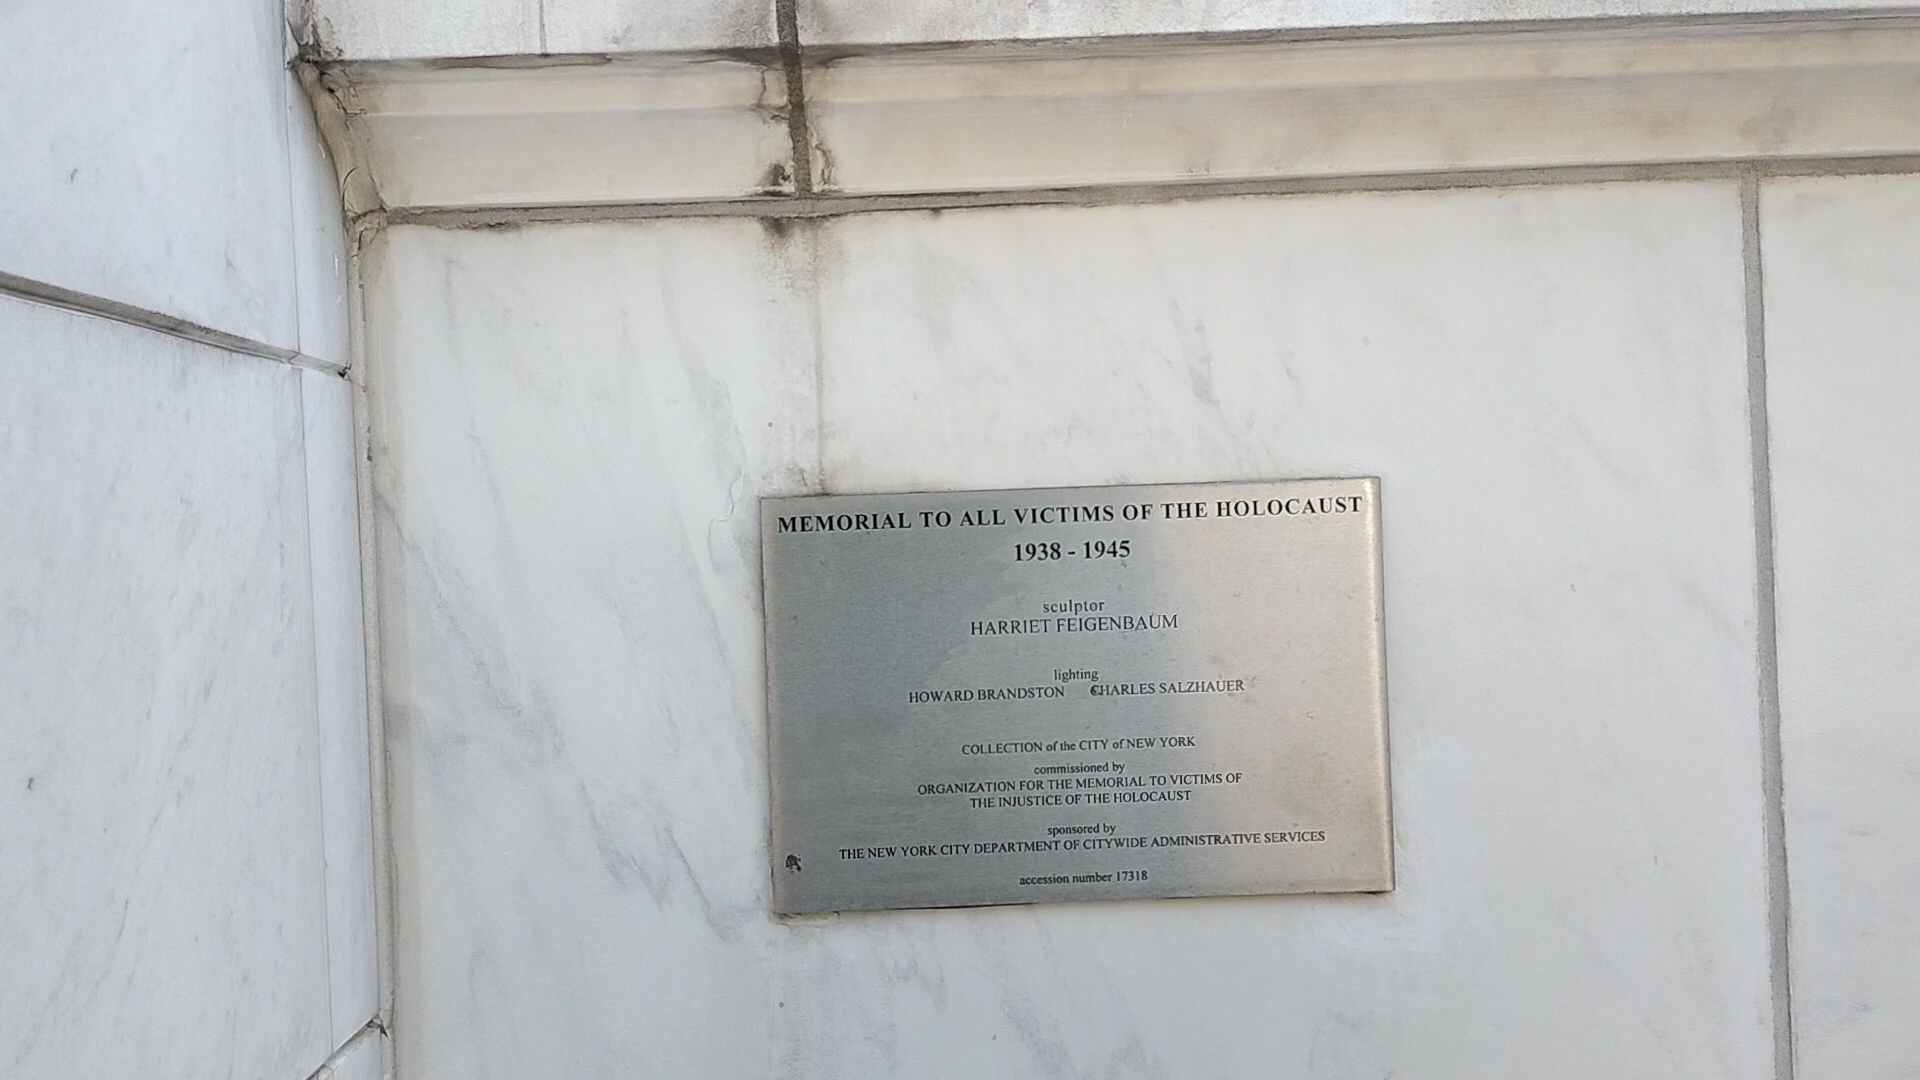 MEMORIAL TO ALL VICTIMS OF THE HOLOCAUST
1938 - 1945
sculptor
HARRIET FEIGENBAUM
lighting
HOWARD BRANDSTON CHARLES SALZHAUER
COLLECTION of the CITY of NEW YORK
commissioned by
ORGANIZATION FOR THE MEMORIAL TO VICTIMS OF
THE INJUSTICE OF THE HOLOCAUST
sponsored by
THE NEW YORK CITY DEPARTMENT OF CITYWIDE ADMINISTRATIVE SERVICES
accession number 17318